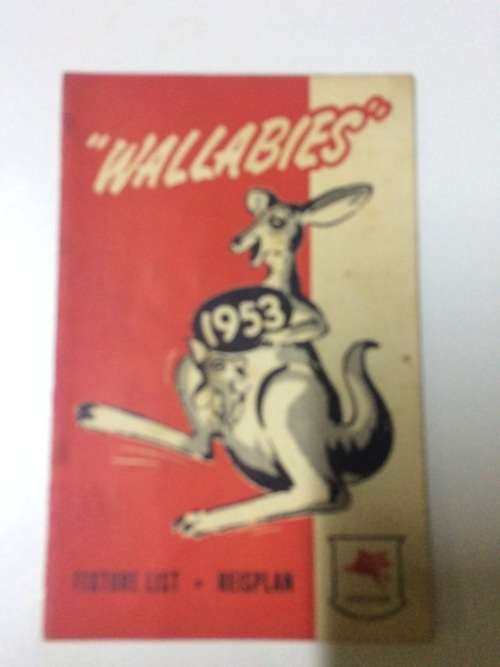 "WALLABIES"
1953
FIXTURE LIST • REISPLAN